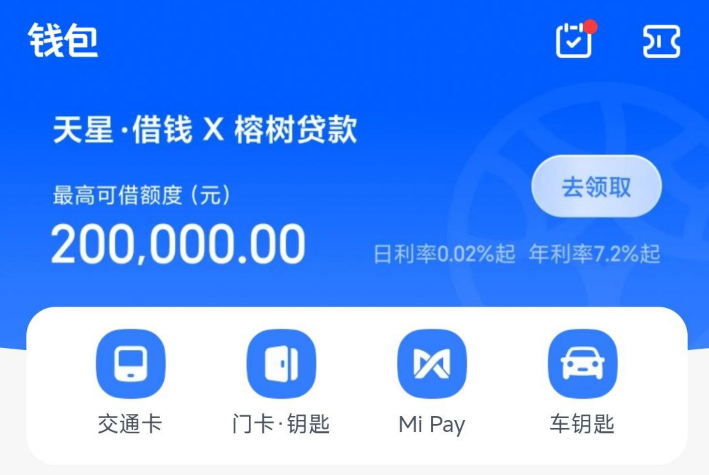 钱包
天星·借钱 X 榕树贷款
去领取
最高可借额度（元）
200,000.00
日利率0.02%起 年利率7.2%起
交通卡
门卡·钥匙
Mi Pay
车钥匙